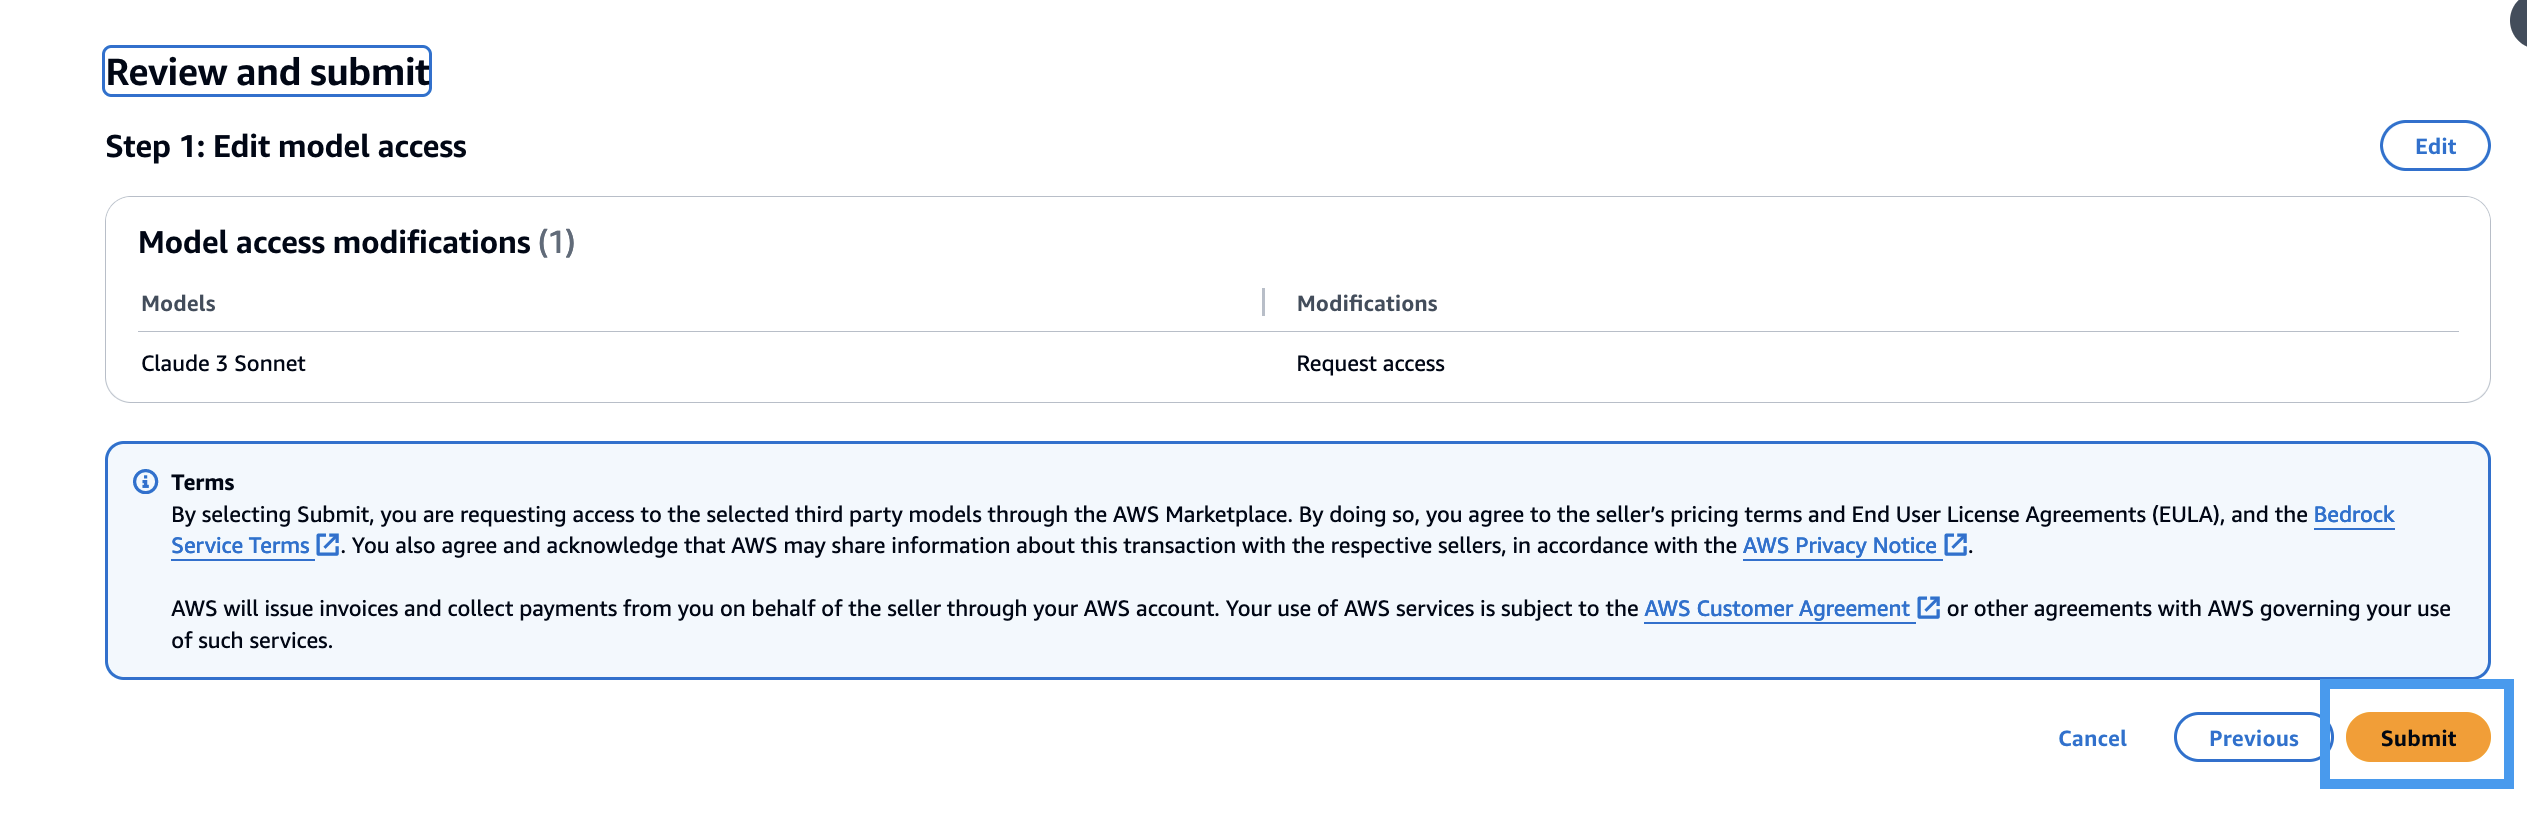 Review and submit
Step 1: Edit model access
Edit
Model access modifications (1)
Models
Modifications
Claude 3 Sonnet
Request access
Terms
By selecting Submit, you are requesting access to the selected third party models through the AWS Marketplace. By doing so, you agree to the seller’s pricing terms and End User License Agreements (EULA), and the Bedrock
Service Terms. You also agree and acknowledge that AWS may share information about this transaction with the respective sellers, in accordance with the AWS Privacy Notice.
AWS will issue invoices and collect payments from you on behalf of the seller through your AWS account. Your use of AWS services is subject to the AWS Customer Agreement or other agreements with AWS governing your use
of such services.
Cancel
Previous
Submit